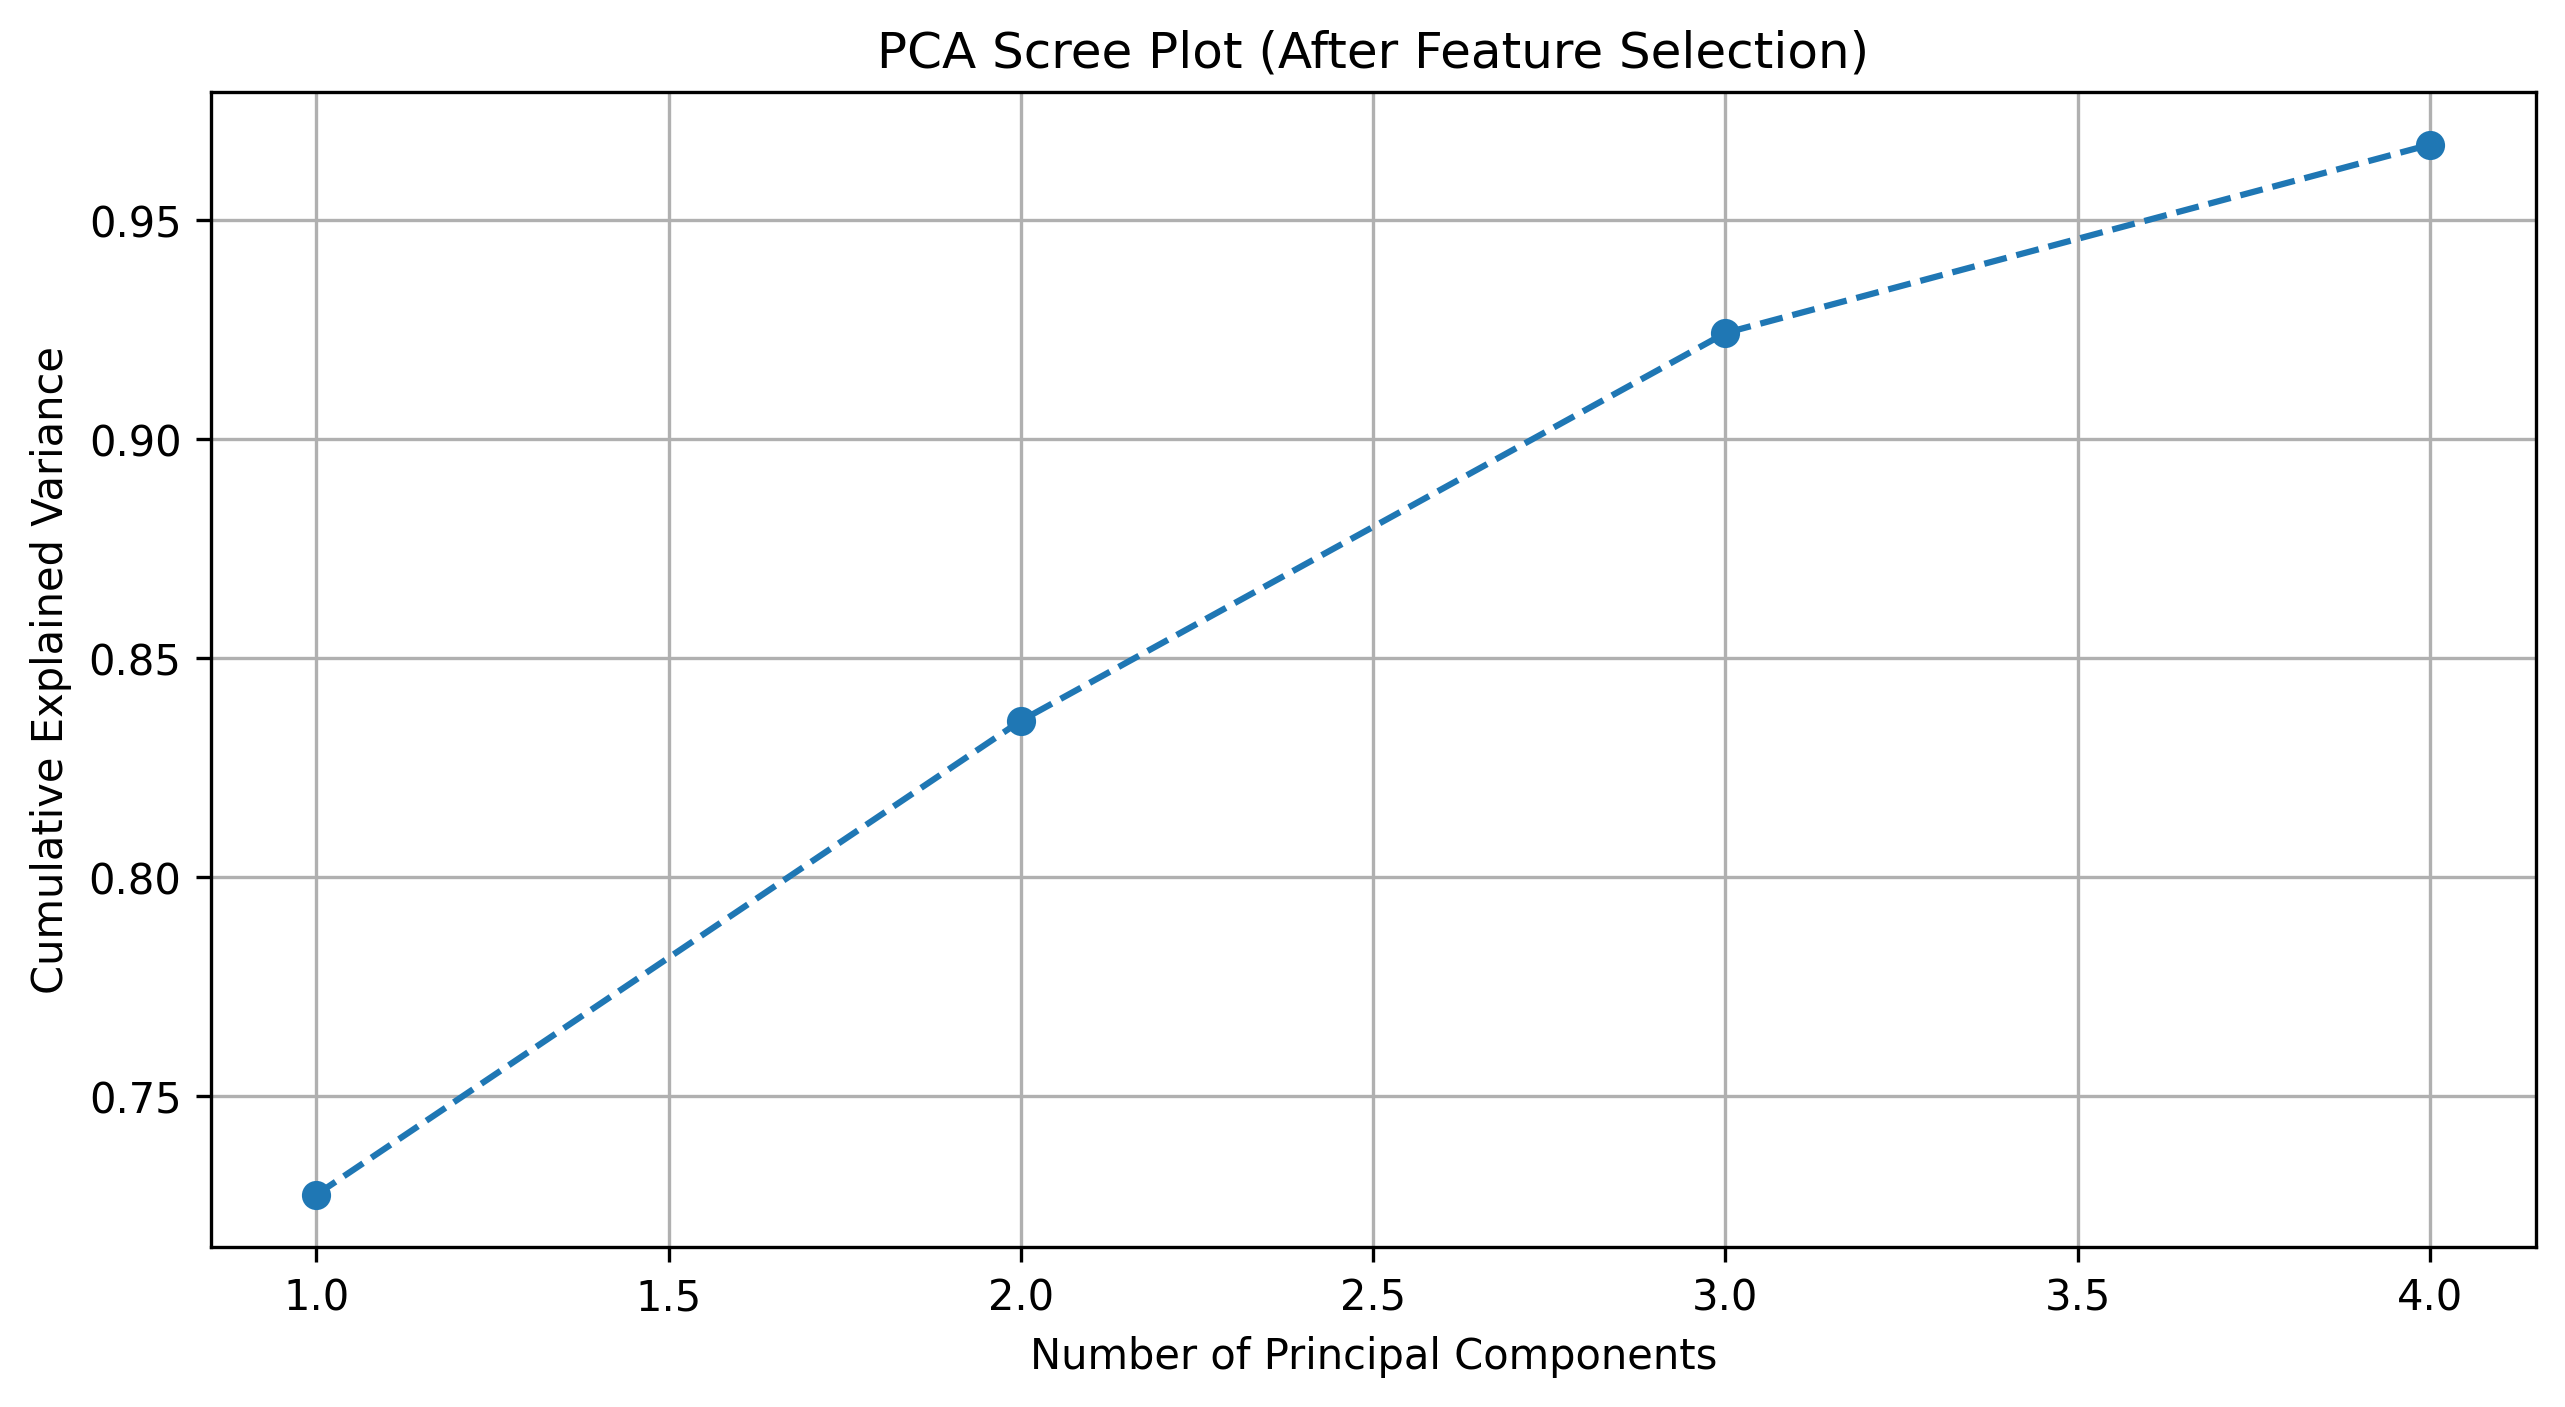 PCA Scree Plot (After Feature Selection)
Cumulative Explained Variance
0.95
0.90
0.85
0.80
0.75
1.0 1.5 2.0 2.5 3.0 3.5 4.0
Number of Principal Components